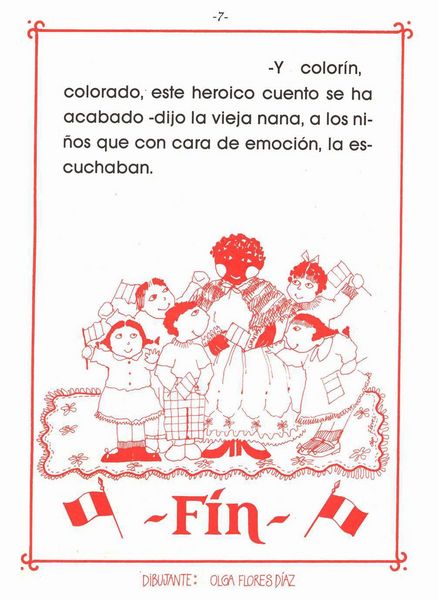 -7-
-Y colorín,
colorado, este heroico cuento se ha
acabado -dijo la vieja nana, a los ni-
ños que con cara de emoción, la es-
cuchaban.
-Fín-
DIBUJANTE: OLGA FLORES DÍAZ